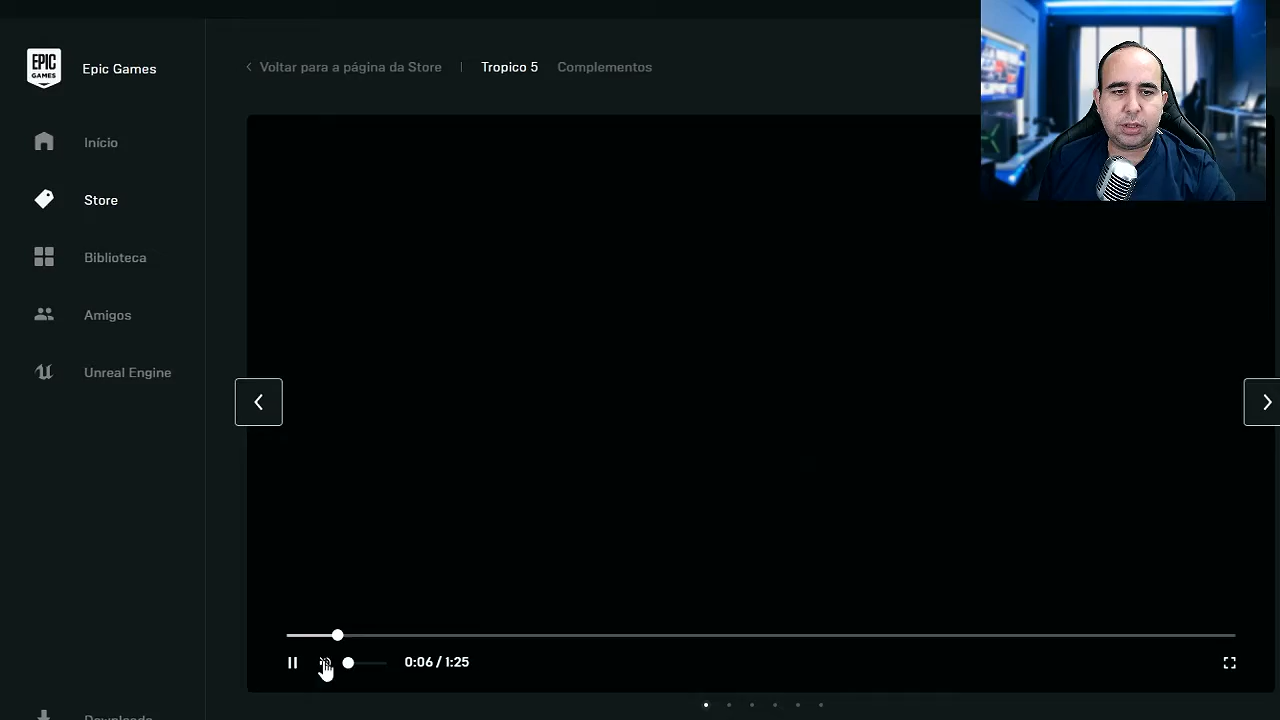 EPIC
GAMES
Epic Games
Voltar para a página da Store
Tropico 5
Complementos
Início
Store
Biblioteca
Amigos
Unreal Engine
0:06 / 1:25
Downloads